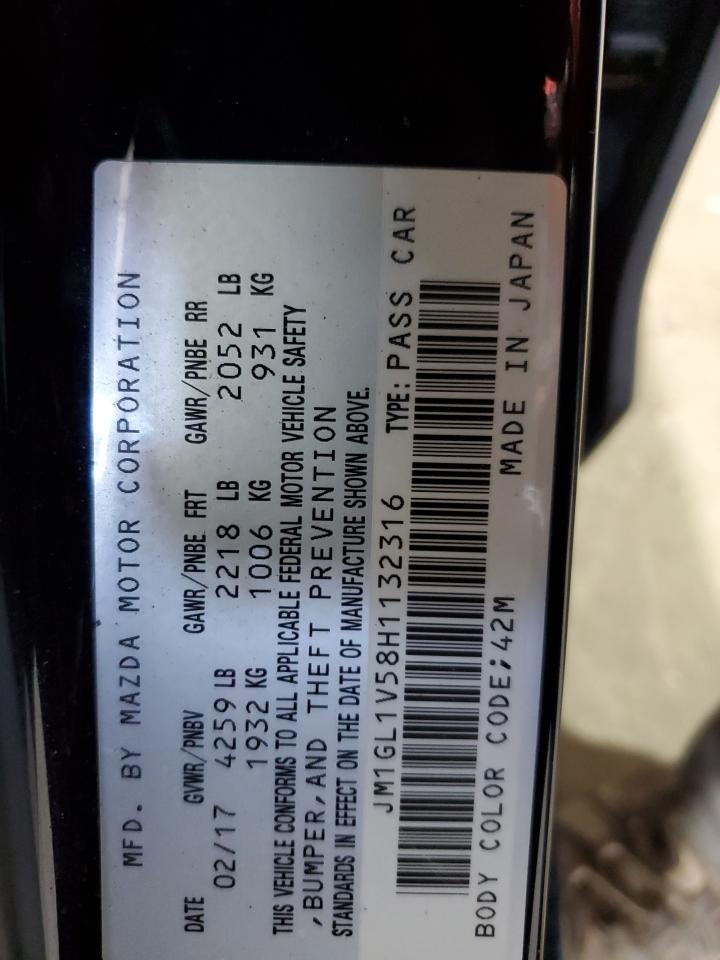 MFD. BY MAZDA MOTOR CORPORATION
DATE GVWR/PNBV GAWR/PNBE FRT GAWR/PNBE RR
02/17 4259 LB 2218 LB 2052 LB
1932 KG 1006 KG 931 KG
THIS VEHICLE CONFORMS TO ALL APPLICABLE FEDERAL MOTOR VEHICLE SAFETY
,BUMPER,AND THEFT PREVENTION
STANDARDS IN EFFECT ON THE DATE OF MANUFACTURE SHOWN ABOVE.
JM1GL1V58H1132316 TYPE: PASS CAR
BODY COLOR CODE;42M MADE IN JAPAN